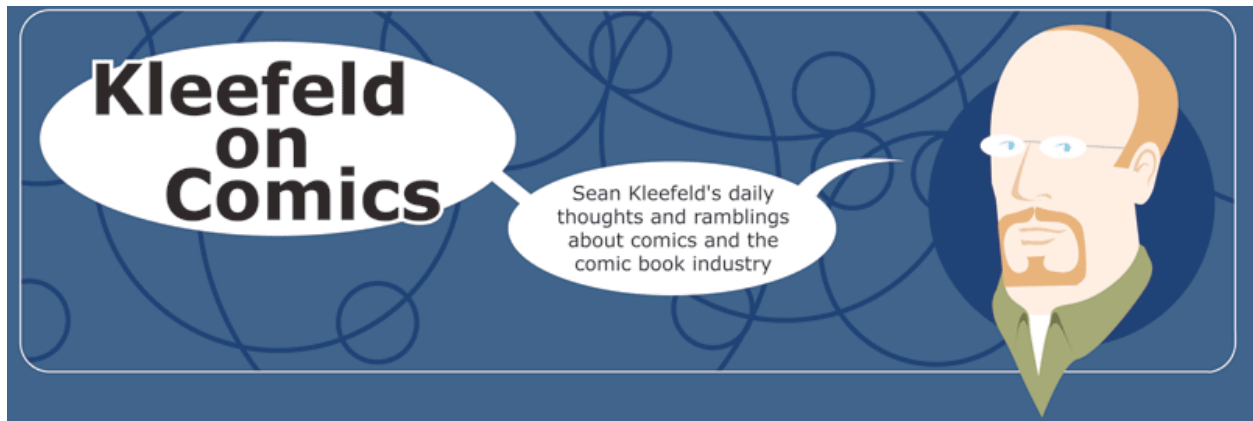 Kleefeld
on
Comics
Sean Kleefeld's daily
thoughts and ramblings
about comics and the
comic book industry